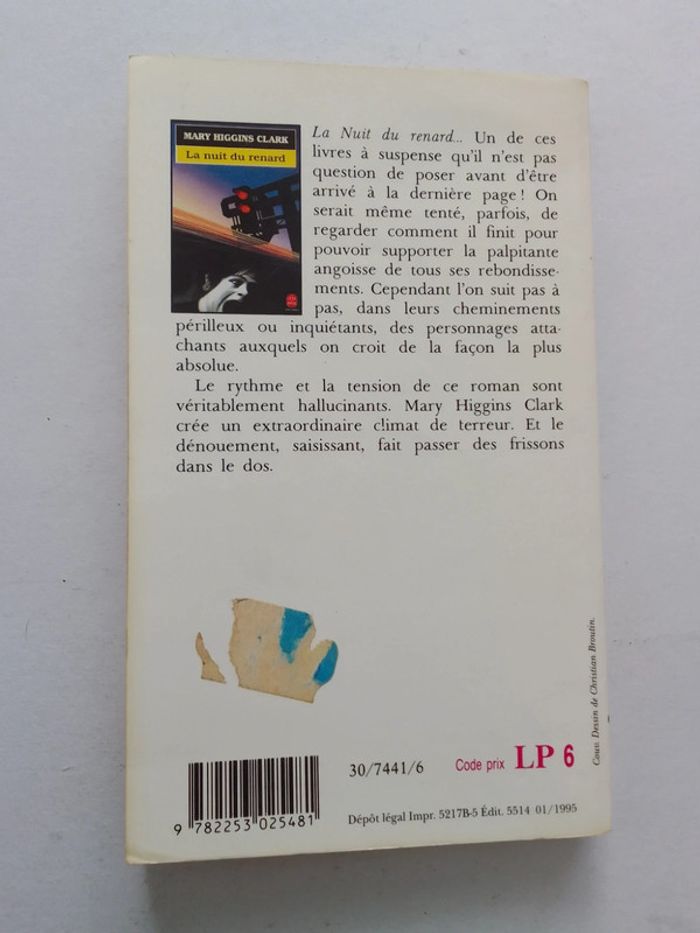 MARY HIGGINS CLARK
La nuit du renard
La Nuit du renard... Un de ces
livres à suspense qu'il n'est pas
question de poser avant d'être
arrivé à la dernière page ! On
serait même tenté, parfois, de
regarder comment il finit pour
pouvoir supporter la palpitante
angoisse de tous ses rebondisse-
ments. Cependant l'on suit pas à
pas, dans leurs cheminements
périlleux ou inquiétants, des personnages atta-
chants auxquels on croit de la façon la plus
absolue.
Le rythme et la tension de ce roman sont
véritablement hallucinants. Mary Higgins Clark
crée un extraordinaire climat de terreur. Et le
dénouement, saisissant, fait passer des frissons
dans le dos.
Couv. Dessin de Christian Broutin.
30/7441/6
Code prix LP 6
9 782253 025481
Dépôt légal Impr. 5217B-5 Édit. 5514 01/1995